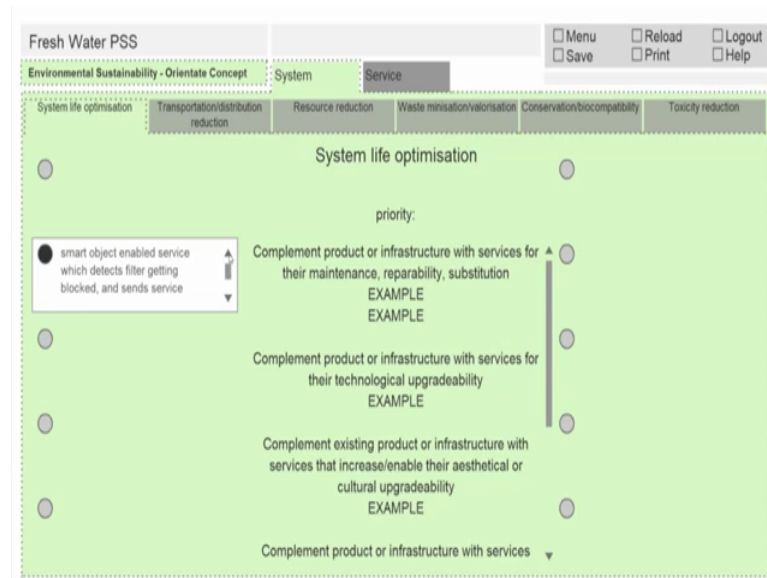 Fresh Water PSS
☐ Menu ☐ Reload ☐ Logout
☐ Save ☐ Print ☐ Help
Environmental Sustainability - Orientate Concept
System
Service
System life optimisation
Transportation/distribution
reduction
Resource reduction
Waste minisation/valorisation
Conservation/biocompatibility
Toxicity reduction
System life optimisation
priority:
smart object enabled service
which detects filter getting
blocked, and sends service
Complement product or infrastructure with services for
their maintenance, reparability, substitution
EXAMPLE
EXAMPLE
Complement product or infrastructure with services for
their technological upgradeability
EXAMPLE
Complement existing product or infrastructure with
services that increase/enable their aesthetical or
cultural upgradeability
EXAMPLE
Complement product or infrastructure with services